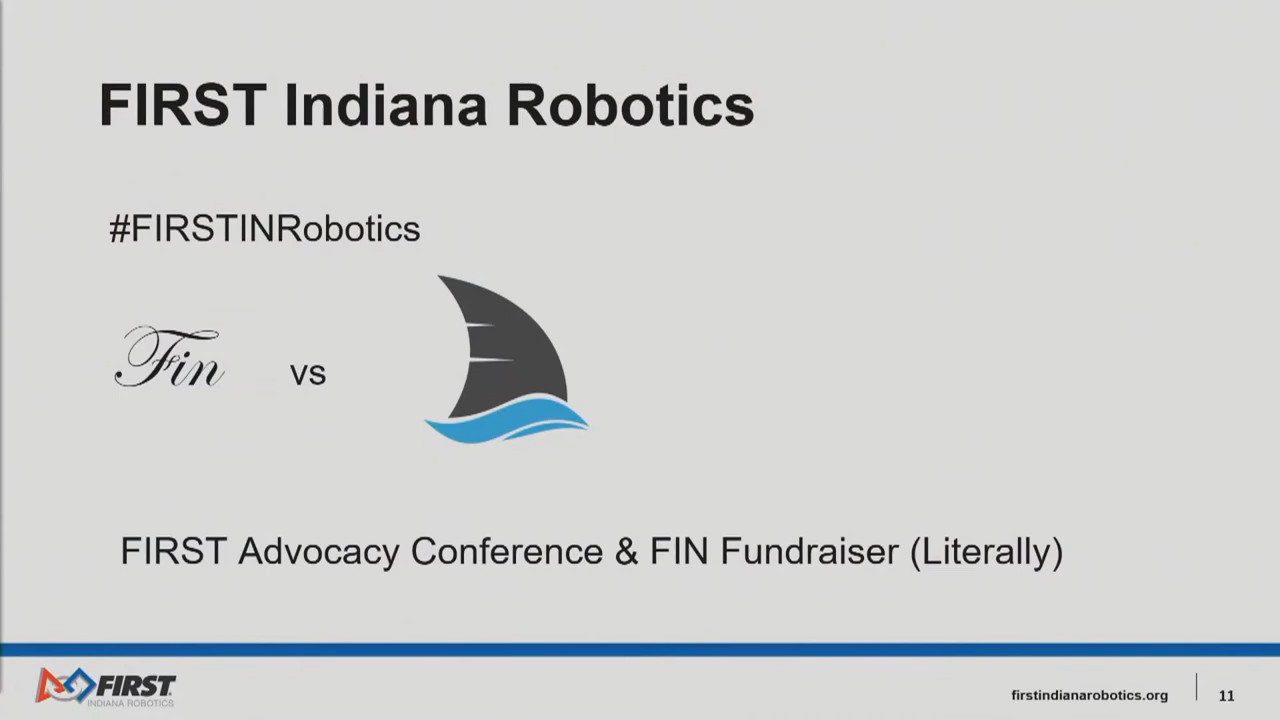 FIRST Indiana Robotics
#FIRSTINRobotics
Fin vs
FIRST Advocacy Conference & FIN Fundraiser (Literally)
FIRST
INDIANA ROBOTICS
firstindianarobotics.org 11